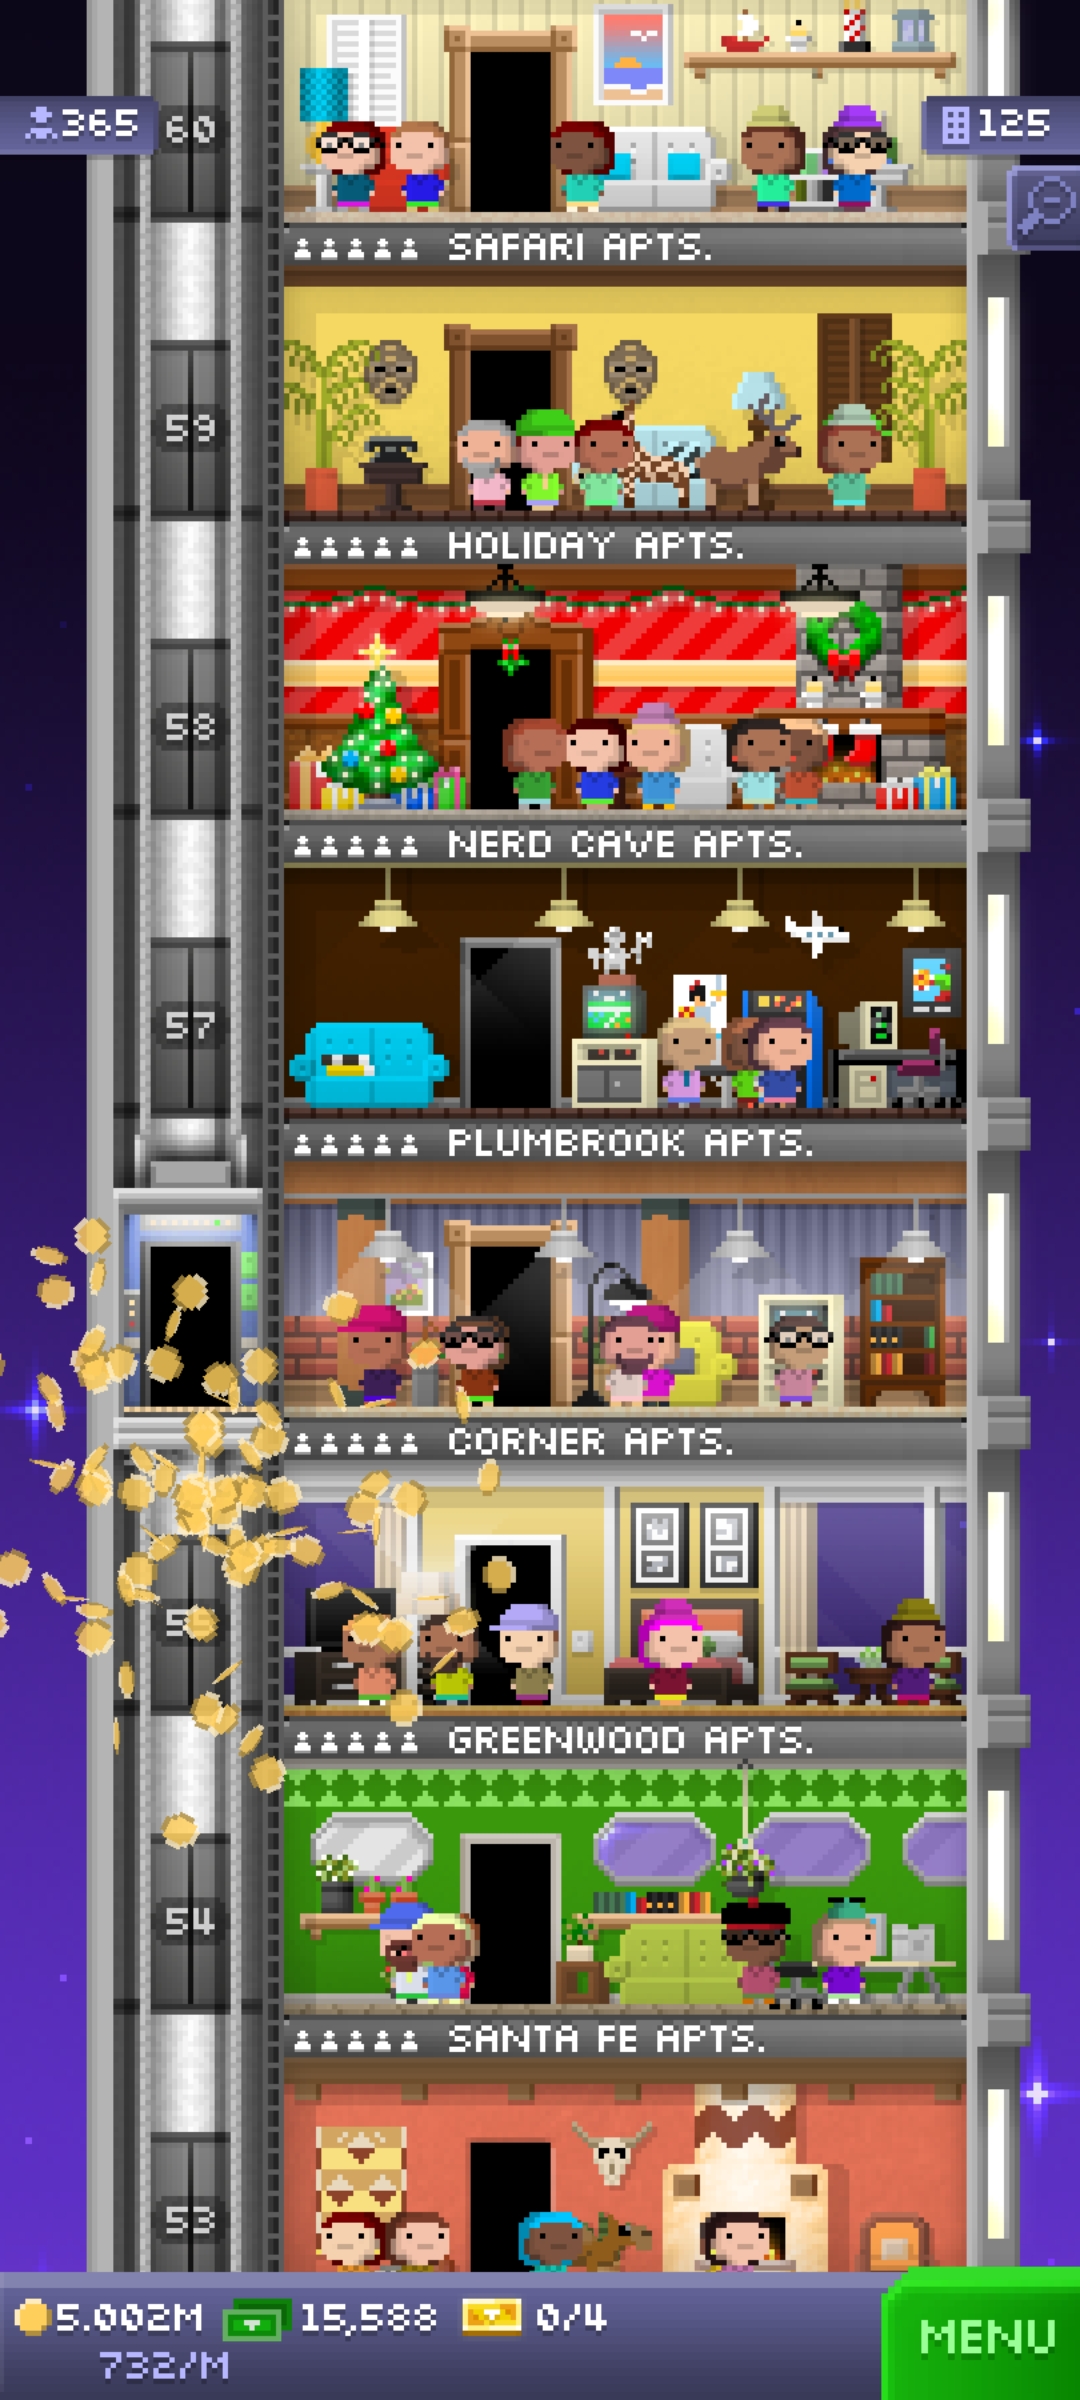 365
60
125
SAFARI APTS.
59
HOLIDAY APTS.
58
NERD CAVE APTS.
57
PLUMBROOK APTS.
CORNER APTS.
GREENWOOD APTS.
54
SANTA FE APTS.
53
5.002M 15,588 0/4
732/M
MENU